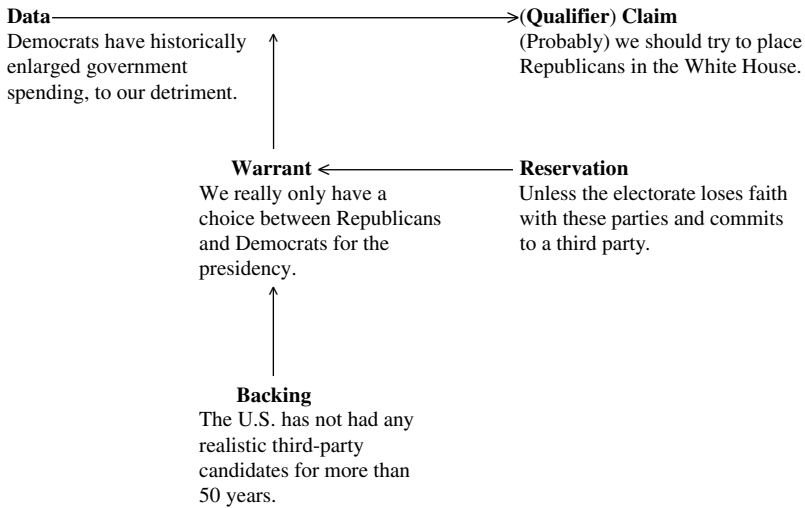 Data
Democrats have historically
enlarged government
spending, to our detriment.
(Qualifier) Claim
(Probably) we should try to place
Republicans in the White House.
Warrant
We really only have a
choice between Republicans
and Democrats for the
presidency.
Reservation
Unless the electorate loses faith
with these parties and commits
to a third party.
Backing
The U.S. has not had any
realistic third-party
candidates for more than
50 years.